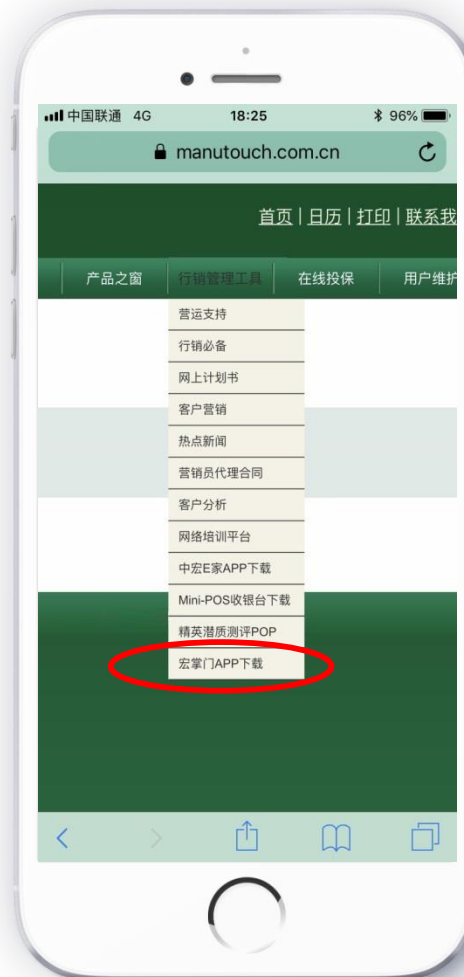 中国联通 4G 18:25 96%
manutouch.com.cn
首页 | 日历 | 打印 | 联系我
产品之窗 行销管理工具 在线投保 用户维护
营运支持
行销必备
网上计划书
客户营销
热点新闻
营销员代理合同
客户分析
网络培训平台
中宏E家APP下载
Mini-POS收银台下载
精英潜质测评POP
宏掌门APP下载